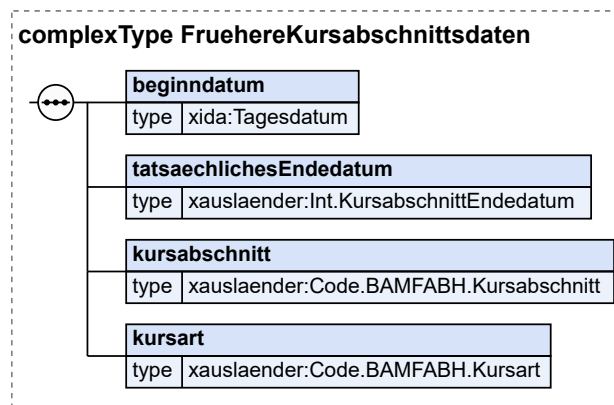 complexType FruehereKursabschnittsdaten
beginndatum
type xida:Tagesdatum
tatsaechlichesEndedatum
type xauslaender:Int.KursabschnittEndedatum
kursabschnitt
type xauslaender:Code.BAMFABH.Kursabschnitt
kursart
type xauslaender:Code.BAMFABH.Kursart